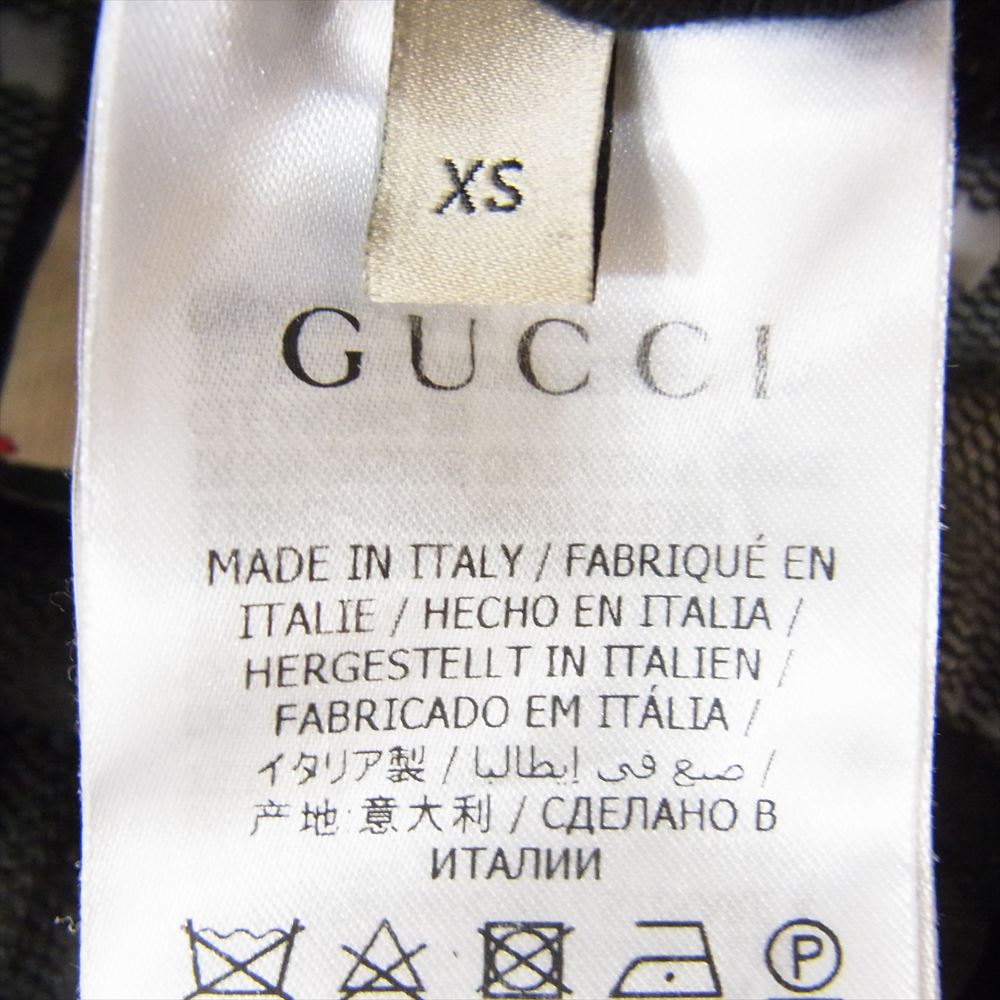 XS
GUCCI
MADE IN ITALY / FABRIQUÉ EN
ITALIE / HECHO EN ITALIA /
HERGESTELLT IN ITALIEN /
FABRICADO EM ITÁLIA /
イタリア製 / صنع في إيطاليا /
产地 意大利 / СДЕЛАНО В
ИТАЛИИ
P